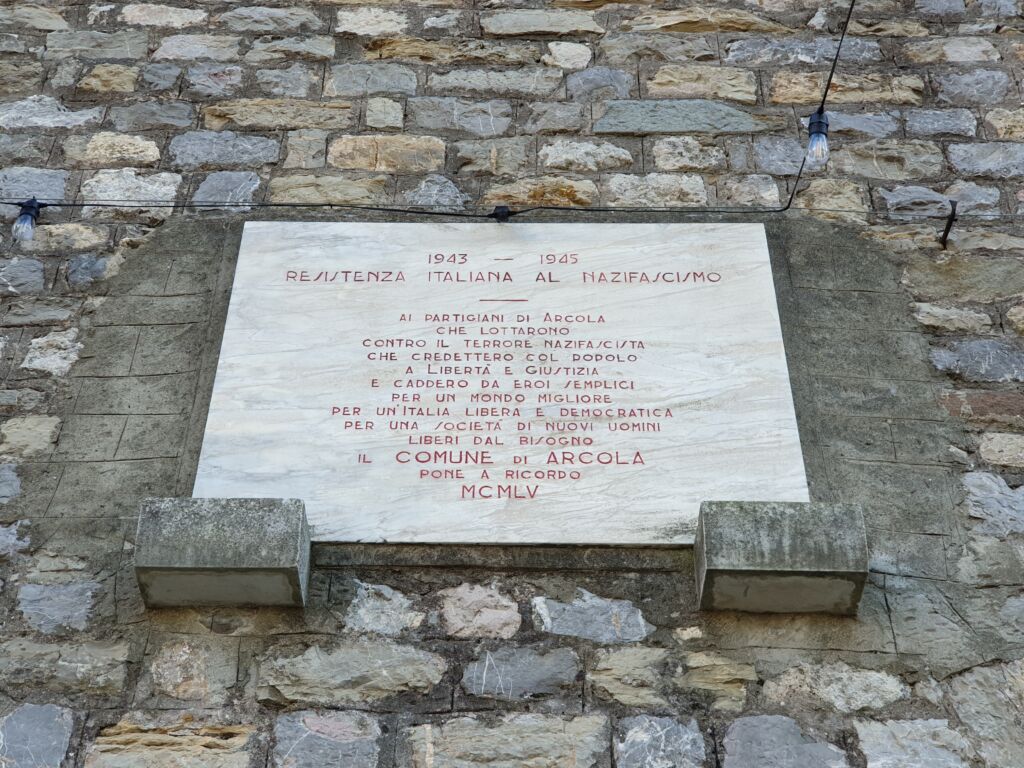 1943 — 1945
RESISTENZA ITALIANA AL NAZIFASCISMO
AI PARTIGIANI DI ARCOLA
CHE LOTTARONO
CONTRO IL TERRORE NAZIFASCISTA
CHE CREDETTERO COL POPOLO
A LIBERTÀ E GIUSTIZIA
E CADDERO DA EROI SEMPLICI
PER UN MONDO MIGLIORE
PER UN'ITALIA LIBERA E DEMOCRATICA
PER UNA SOCIETÀ DI NUOVI UOMINI
LIBERI DAL BISOGNO
IL COMUNE DI ARCOLA
PONE A RICORDO
MCMLV